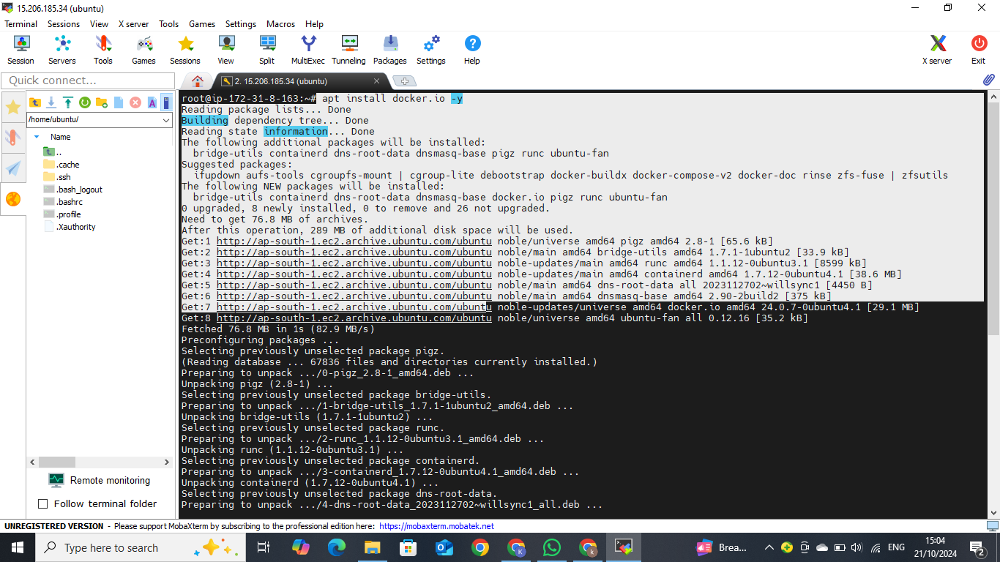 15.206.185.34 (ubuntu)
Terminal Sessions View X server Tools Games Settings Macros Help
Session Servers Tools Games Sessions View Split MultiExec Tunneling Packages Settings Help X server Exit
Quick connect...
2. 15.206.185.34 (ubuntu)
/home/ubuntu/
Name
..
.cache
.ssh
.bash_logout
.bashrc
.profile
.Xauthority
Remote monitoring
Follow terminal folder
root@ip-172-31-8-163:~# apt install docker.io -y
Reading package lists... Done
Building dependency tree... Done
Reading state information... Done
The following additional packages will be installed:
  bridge-utils containerd dns-root-data dnsmasq-base pigz runc ubuntu-fan
Suggested packages:
  ifupdown aufs-tools cgroupfs-mount | cgroup-lite debootstrap docker-buildx docker-compose-v2 docker-doc rinse zfs-fuse | zfsutils
The following NEW packages will be installed:
  bridge-utils containerd dns-root-data dnsmasq-base docker.io pigz runc ubuntu-fan
0 upgraded, 8 newly installed, 0 to remove and 26 not upgraded.
Need to get 76.8 MB of archives.
After this operation, 289 MB of additional disk space will be used.
Get:1 http://ap-south-1.ec2.archive.ubuntu.com/ubuntu noble/universe amd64 pigz amd64 2.8-1 [65.6 kB]
Get:2 http://ap-south-1.ec2.archive.ubuntu.com/ubuntu noble/main amd64 bridge-utils amd64 1.7.1-1ubuntu2 [33.9 kB]
Get:3 http://ap-south-1.ec2.archive.ubuntu.com/ubuntu noble-updates/main amd64 runc amd64 1.1.12-0ubuntu3.1 [8599 kB]
Get:4 http://ap-south-1.ec2.archive.ubuntu.com/ubuntu noble-updates/main amd64 containerd amd64 1.7.12-0ubuntu4.1 [38.6 MB]
Get:5 http://ap-south-1.ec2.archive.ubuntu.com/ubuntu noble/main amd64 dns-root-data all 2023112702~willsync1 [4450 B]
Get:6 http://ap-south-1.ec2.archive.ubuntu.com/ubuntu noble/main amd64 dnsmasq-base amd64 2.90-2build2 [375 kB]
Get:7 http://ap-south-1.ec2.archive.ubuntu.com/ubuntu noble-updates/universe amd64 docker.io amd64 24.0.7-0ubuntu4.1 [29.1 MB]
Get:8 http://ap-south-1.ec2.archive.ubuntu.com/ubuntu noble/universe amd64 ubuntu-fan all 0.12.16 [35.2 kB]
Fetched 76.8 MB in 1s (82.9 MB/s)
Preconfiguring packages ...
Selecting previously unselected package pigz.
(Reading database ... 67836 files and directories currently installed.)
Preparing to unpack .../0-pigz_2.8-1_amd64.deb ...
Unpacking pigz (2.8-1) ...
Selecting previously unselected package bridge-utils.
Preparing to unpack .../1-bridge-utils_1.7.1-1ubuntu2_amd64.deb ...
Unpacking bridge-utils (1.7.1-1ubuntu2) ...
Selecting previously unselected package runc.
Preparing to unpack .../2-runc_1.1.12-0ubuntu3.1_amd64.deb ...
Unpacking runc (1.1.12-0ubuntu3.1) ...
Selecting previously unselected package containerd.
Preparing to unpack .../3-containerd_1.7.12-0ubuntu4.1_amd64.deb ...
Unpacking containerd (1.7.12-0ubuntu4.1) ...
Selecting previously unselected package dns-root-data.
Preparing to unpack .../4-dns-root-data_2023112702~willsync1_all.deb ...
UNREGISTERED VERSION - Please support MobaXterm by subscribing to the professional edition here: https://mobaxterm.mobatek.net
Type here to search
Brea...
ENG
15:04
21/10/2024
2